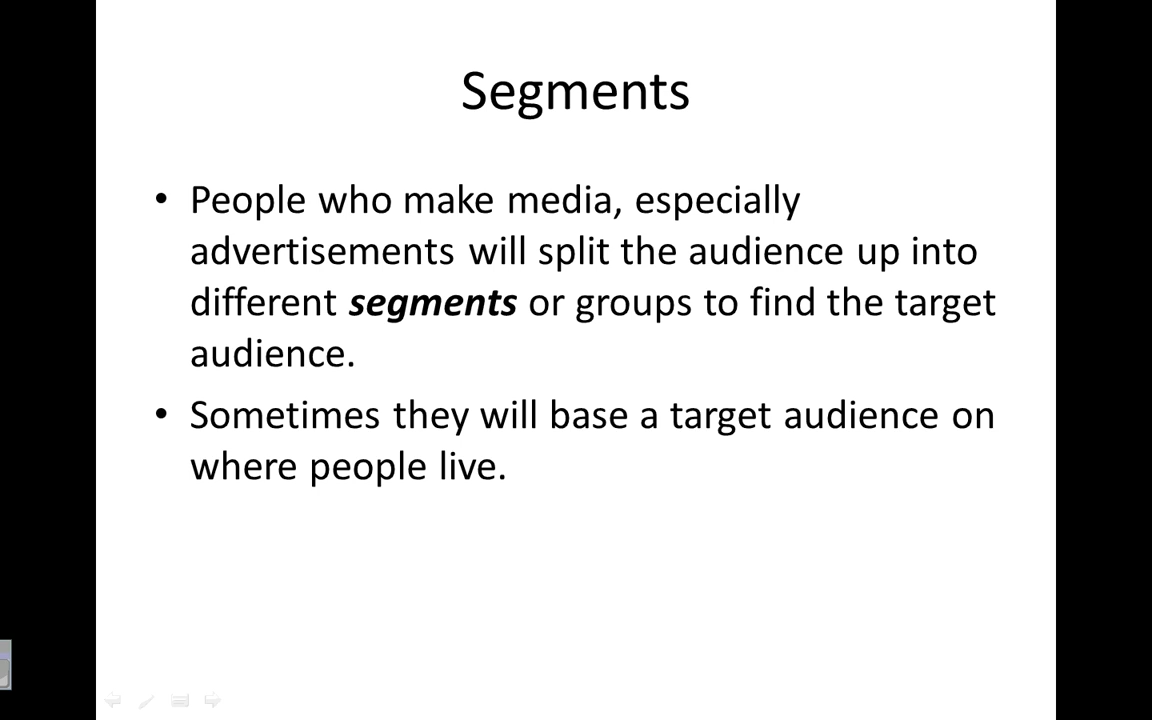 Segments
• People who make media, especially
advertisements will split the audience up into
different segments or groups to find the target
audience.
• Sometimes they will base a target audience on
where people live.